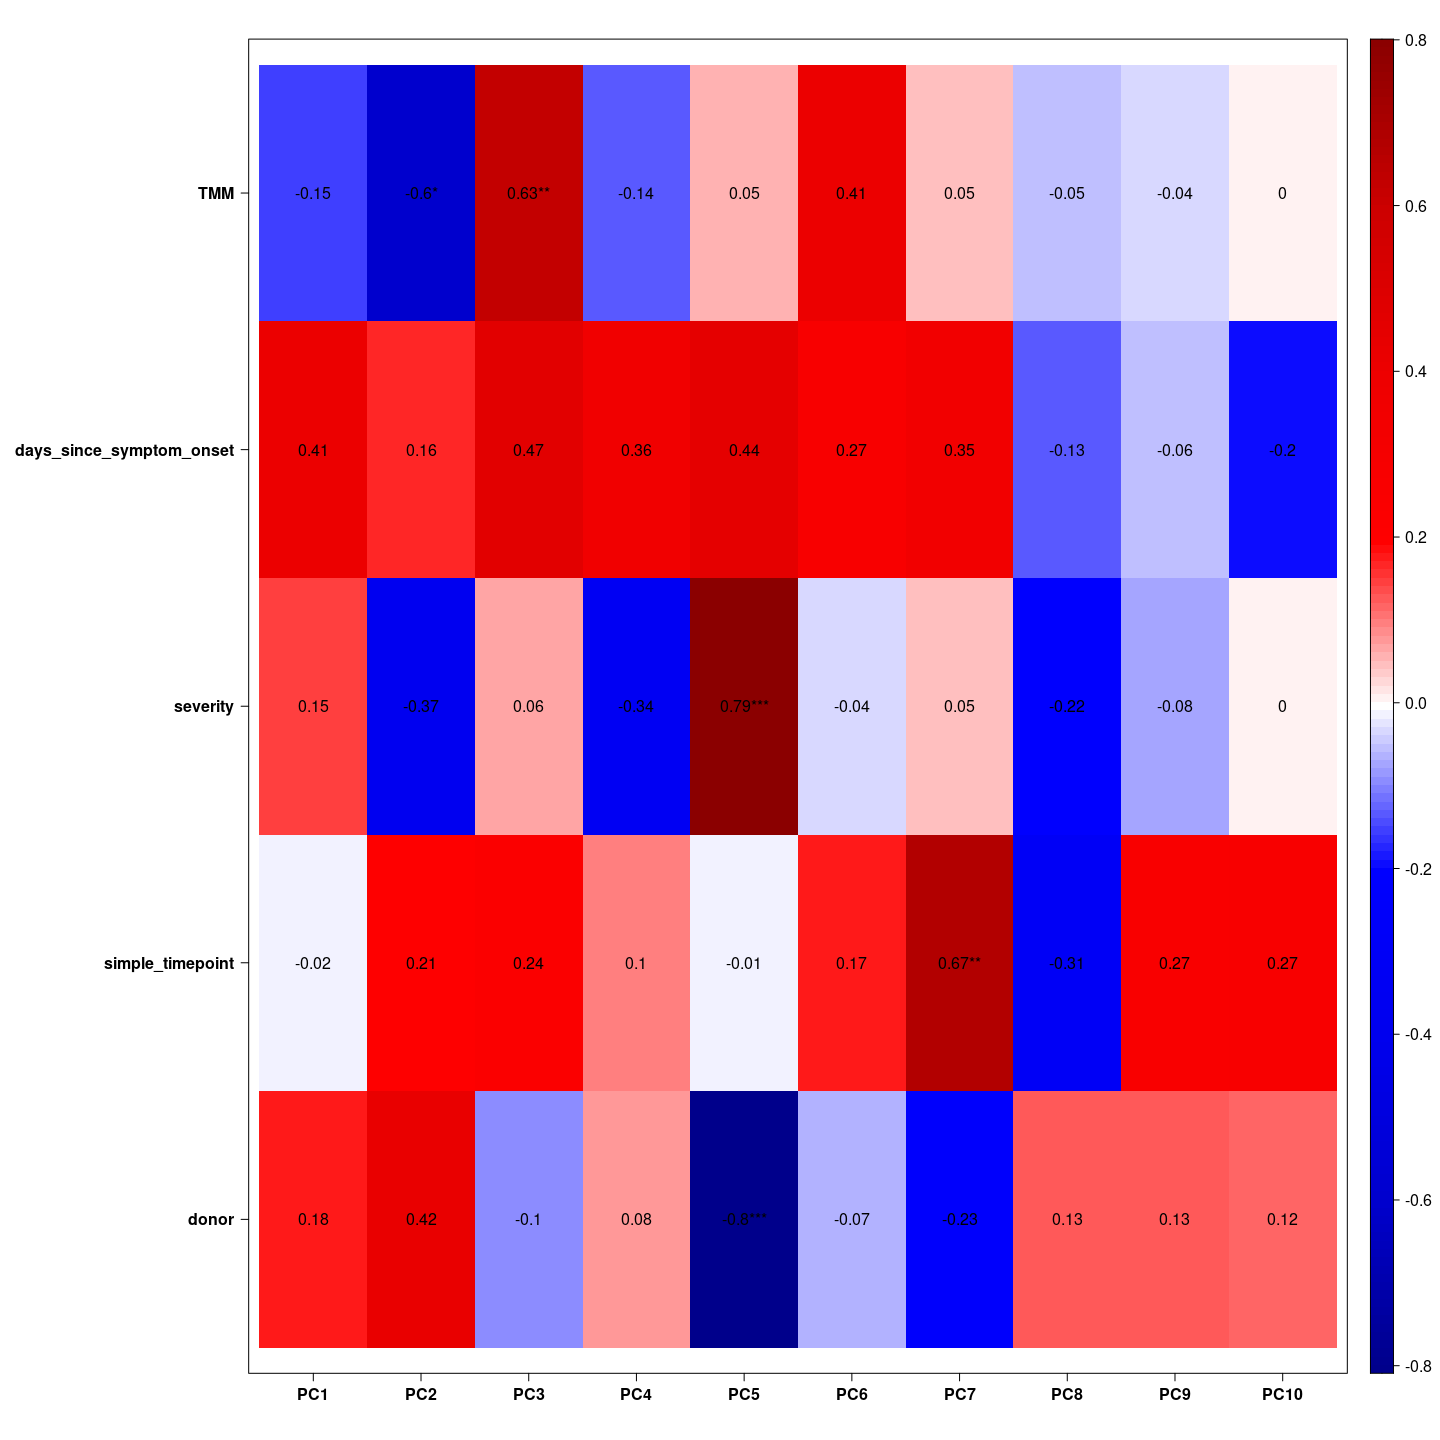 TMM -0.15 -0.6* 0.63** -0.14 0.05 0.41 0.05 -0.05 -0.04 0
days_since_symptom_onset 0.41 0.16 0.47 0.36 0.44 0.27 0.35 -0.13 -0.06 -0.2
severity 0.15 -0.37 0.06 -0.34 0.79*** -0.04 0.05 -0.22 -0.08 0
simple_timepoint -0.02 0.21 0.24 0.1 -0.01 0.17 0.67** -0.31 0.27 0.27
donor 0.18 0.42 -0.1 0.08 -0.8*** -0.07 -0.23 0.13 0.13 0.12
PC1 PC2 PC3 PC4 PC5 PC6 PC7 PC8 PC9 PC10
0.8
0.6
0.4
0.2
0.0
-0.2
-0.4
-0.6
-0.8